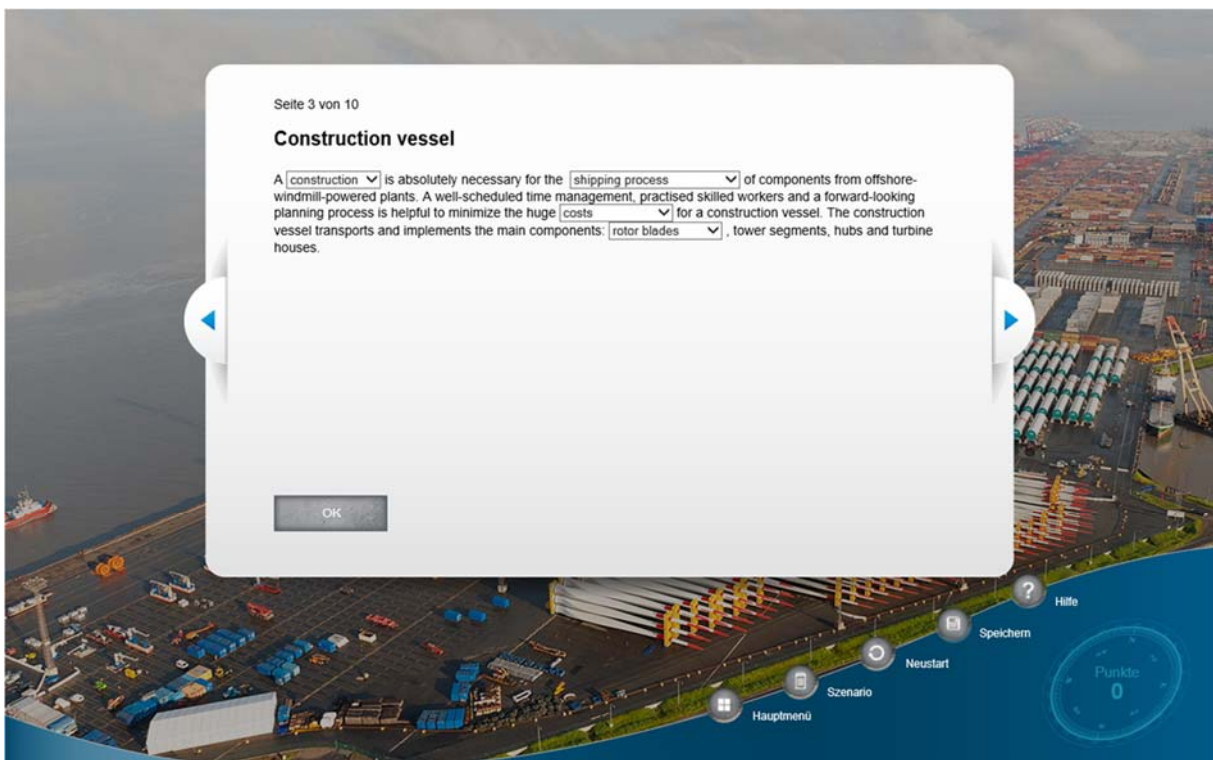 Seite 3 von 10
Construction vessel
A construction is absolutely necessary for the shipping process of components from offshore-
windmill-powered plants. A well-scheduled time management, practised skilled workers and a forward-looking
planning process is helpful to minimize the huge costs for a construction vessel. The construction
vessel transports and implements the main components: rotor blades , tower segments, hubs and turbine
houses.
OK
Hilfe
Speichern
Neustart
Szenario
Hauptmenü
Punkte
0